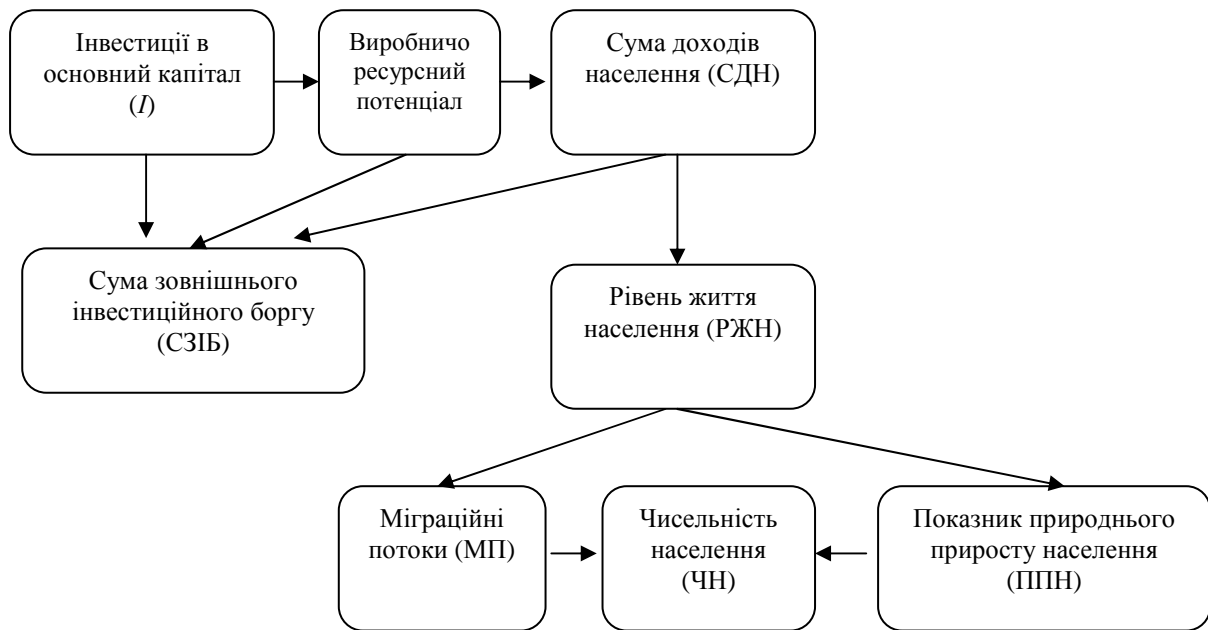 Інвестиції в
основний капітал
(I)
Виробничо
ресурсний
потенціал
Сума доходів
населення (СДН)
Сума зовнішнього
інвестиційного боргу
(СЗІБ)
Рівень життя
населення (РЖН)
Міграційні
потоки (МП)
Чисельність
населення
(ЧН)
Показник природнього
приросту населення
(ППН)